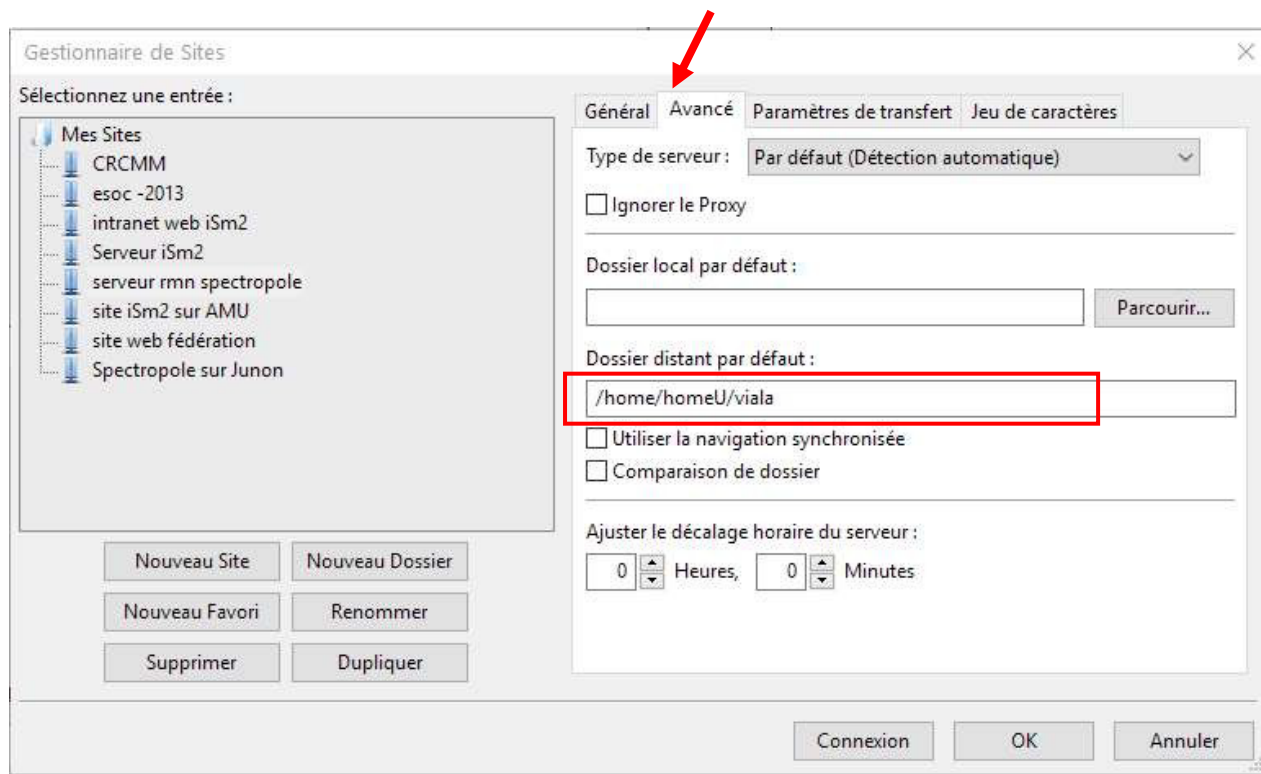 Gestionnaire de Sites
Sélectionnez une entrée :
Mes Sites
CRCMM
esoc -2013
intranet web iSm2
Serveur iSm2
serveur rmn spectropole
site iSm2 sur AMU
site web fédération
Spectropole sur Junon
Nouveau Site Nouveau Dossier
Nouveau Favori Renommer
Supprimer Dupliquer
Général Avancé Paramètres de transfert Jeu de caractères
Type de serveur : Par défaut (Détection automatique)
Ignorer le Proxy
Dossier local par défaut :
Parcourir...
Dossier distant par défaut :
/home/homeU/viala
Utiliser la navigation synchronisée
Comparaison de dossier
Ajuster le décalage horaire du serveur :
0 Heures, 0 Minutes
Connexion OK Annuler